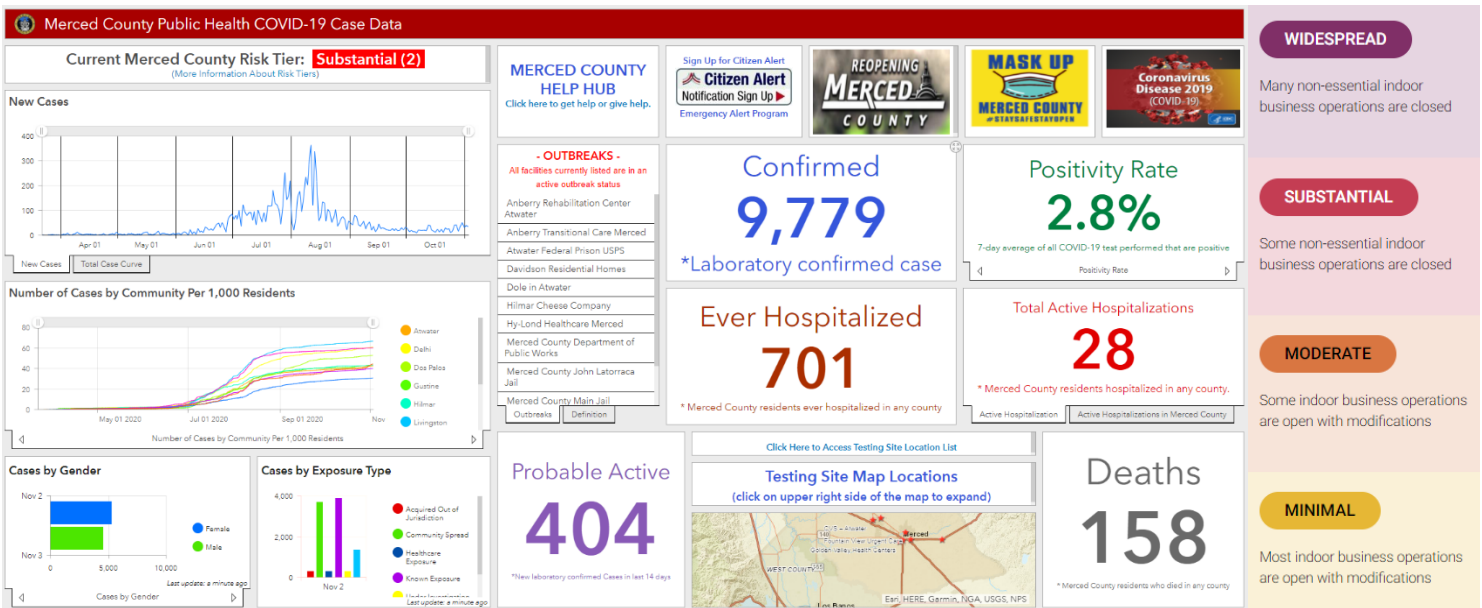 Merced County Public Health COVID-19 Case Data
Current Merced County Risk Tier: Substantial (2)
(More Information About Risk Tiers)
New Cases
400
300
200
100
0
Apr 01
May 01
Jun 01
Jul 01
Aug 01
Sep 01
Oct 01
New Cases
Total Case Curve
Number of Cases by Community Per 1,000 Residents
80
60
40
20
0
May 01 2020
Jul 01 2020
Sep 01 2020
Nov
Atwater
Delhi
Dos Palos
Gustine
Hilmar
Livingston
Number of Cases by Community Per 1,000 Residents
Cases by Gender
Nov 2
Nov 3
0
5,000
10,000
Female
Male
Last update: a minute ago
Cases by Gender
Cases by Exposure Type
4,000
2,000
0
Nov 2
Acquired Out of
Jurisdiction
Community Spread
Healthcare
Exposure
Known Exposure
Under Investigation
Last update: a minute ago
MERCED COUNTY
HELP HUB
Click here to get help or give help.
Sign Up for Citizen Alert
Citizen Alert
Notification Sign Up
Emergency Alert Program
REOPENING
MERCED
COUNTY
MASK UP
MERCED COUNTY
#STAYSAFESTAYOPEN
Coronavirus
Disease 2019
(COVID-19)
- OUTBREAKS -
All facilities currently listed are in an
active outbreak status
Anberry Rehabilitation Center
Atwater
Anberry Transitional Care Merced
Atwater Federal Prison USPS
Davidson Residential Homes
Dole in Atwater
Hilmar Cheese Company
Hy-Lond Healthcare Merced
Merced County Department of
Public Works
Merced County John Latorraca
Jail
Merced County Main Jail
Outbreaks
Definition
Confirmed
9,779
*Laboratory confirmed case
Positivity Rate
2.8%
7-day average of all COVID-19 test performed that are positive
Positivity Rate
Ever Hospitalized
701
* Merced County residents ever hospitalized in any county
Total Active Hospitalizations
28
* Merced County residents hospitalized in any county.
Active Hospitalization
Active Hospitalizations in Merced County
Probable Active
404
*New laboratory confirmed Cases in last 14 days
Click Here to Access Testing Site Location List
Testing Site Map Locations
(click on upper right side of the map to expand)
CVS - Atwater
140
Merced
Fountain View Urgent Care
Golden Valley Health Centers
WEST COUNTY
Los Banos
Esri, HERE, Garmin, NGA, USGS, NPS
Deaths
158
* Merced County residents who died in any county
WIDESPREAD
Many non-essential indoor
business operations are closed
SUBSTANTIAL
Some non-essential indoor
business operations are closed
MODERATE
Some indoor business operations
are open with modifications
MINIMAL
Most indoor business operations
are open with modifications